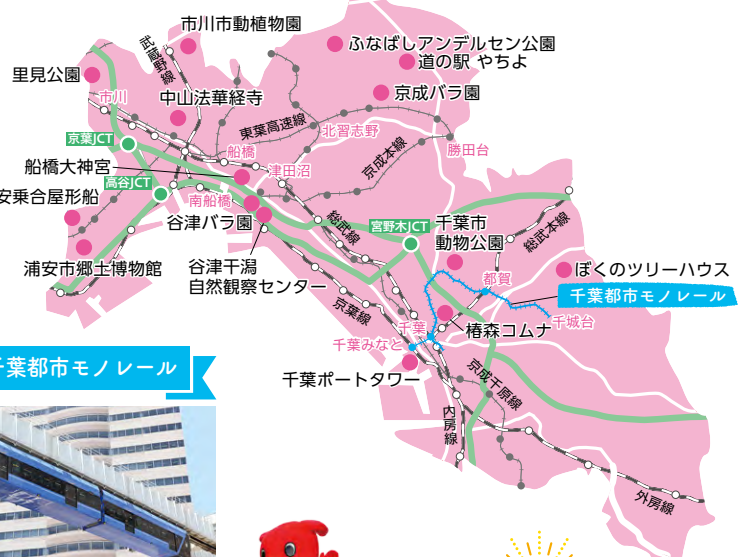 市川市動植物園
武蔵野線
ふなばしアンデルセン公園
道の駅 やちよ
里見公園
市川
中山法華経寺
京成バラ園
東葉高速線
北習志野
京葉JCT
船橋
京成本線
勝田台
船橋大神宮
津田沼
高谷JCT
安乗合屋形船
南船橋
谷津バラ園
総武線
宮野木JCT
千葉市
動物公園
総武本線
浦安市郷土博物館
谷津干潟
自然観察センター
都賀
ぼくのツリーハウス
千葉都市モノレール
京葉線
千葉
椿森コムナ
千城台
千葉みなと
千葉都市モノレール
千葉ポートタワー
京成千原線
内房線
外房線